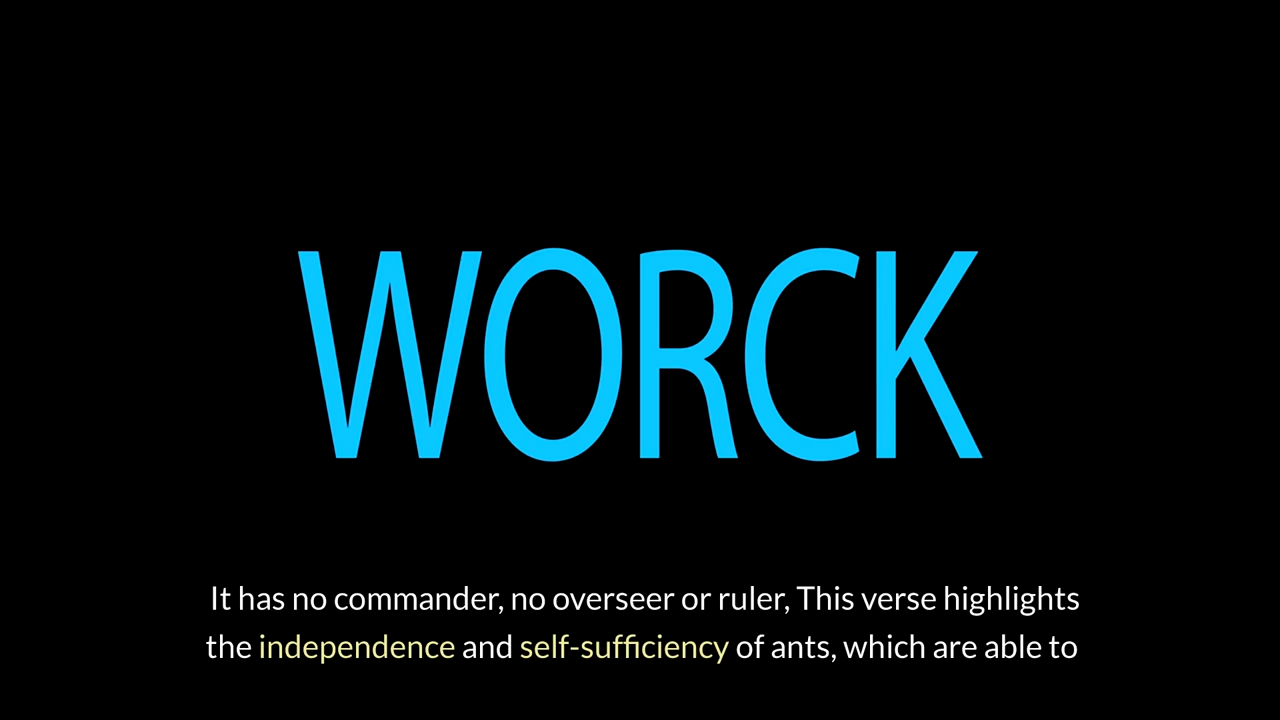 WORCK
It has no commander, no overseer or ruler, This verse highlights
the independence and self-sufficiency of ants, which are able to